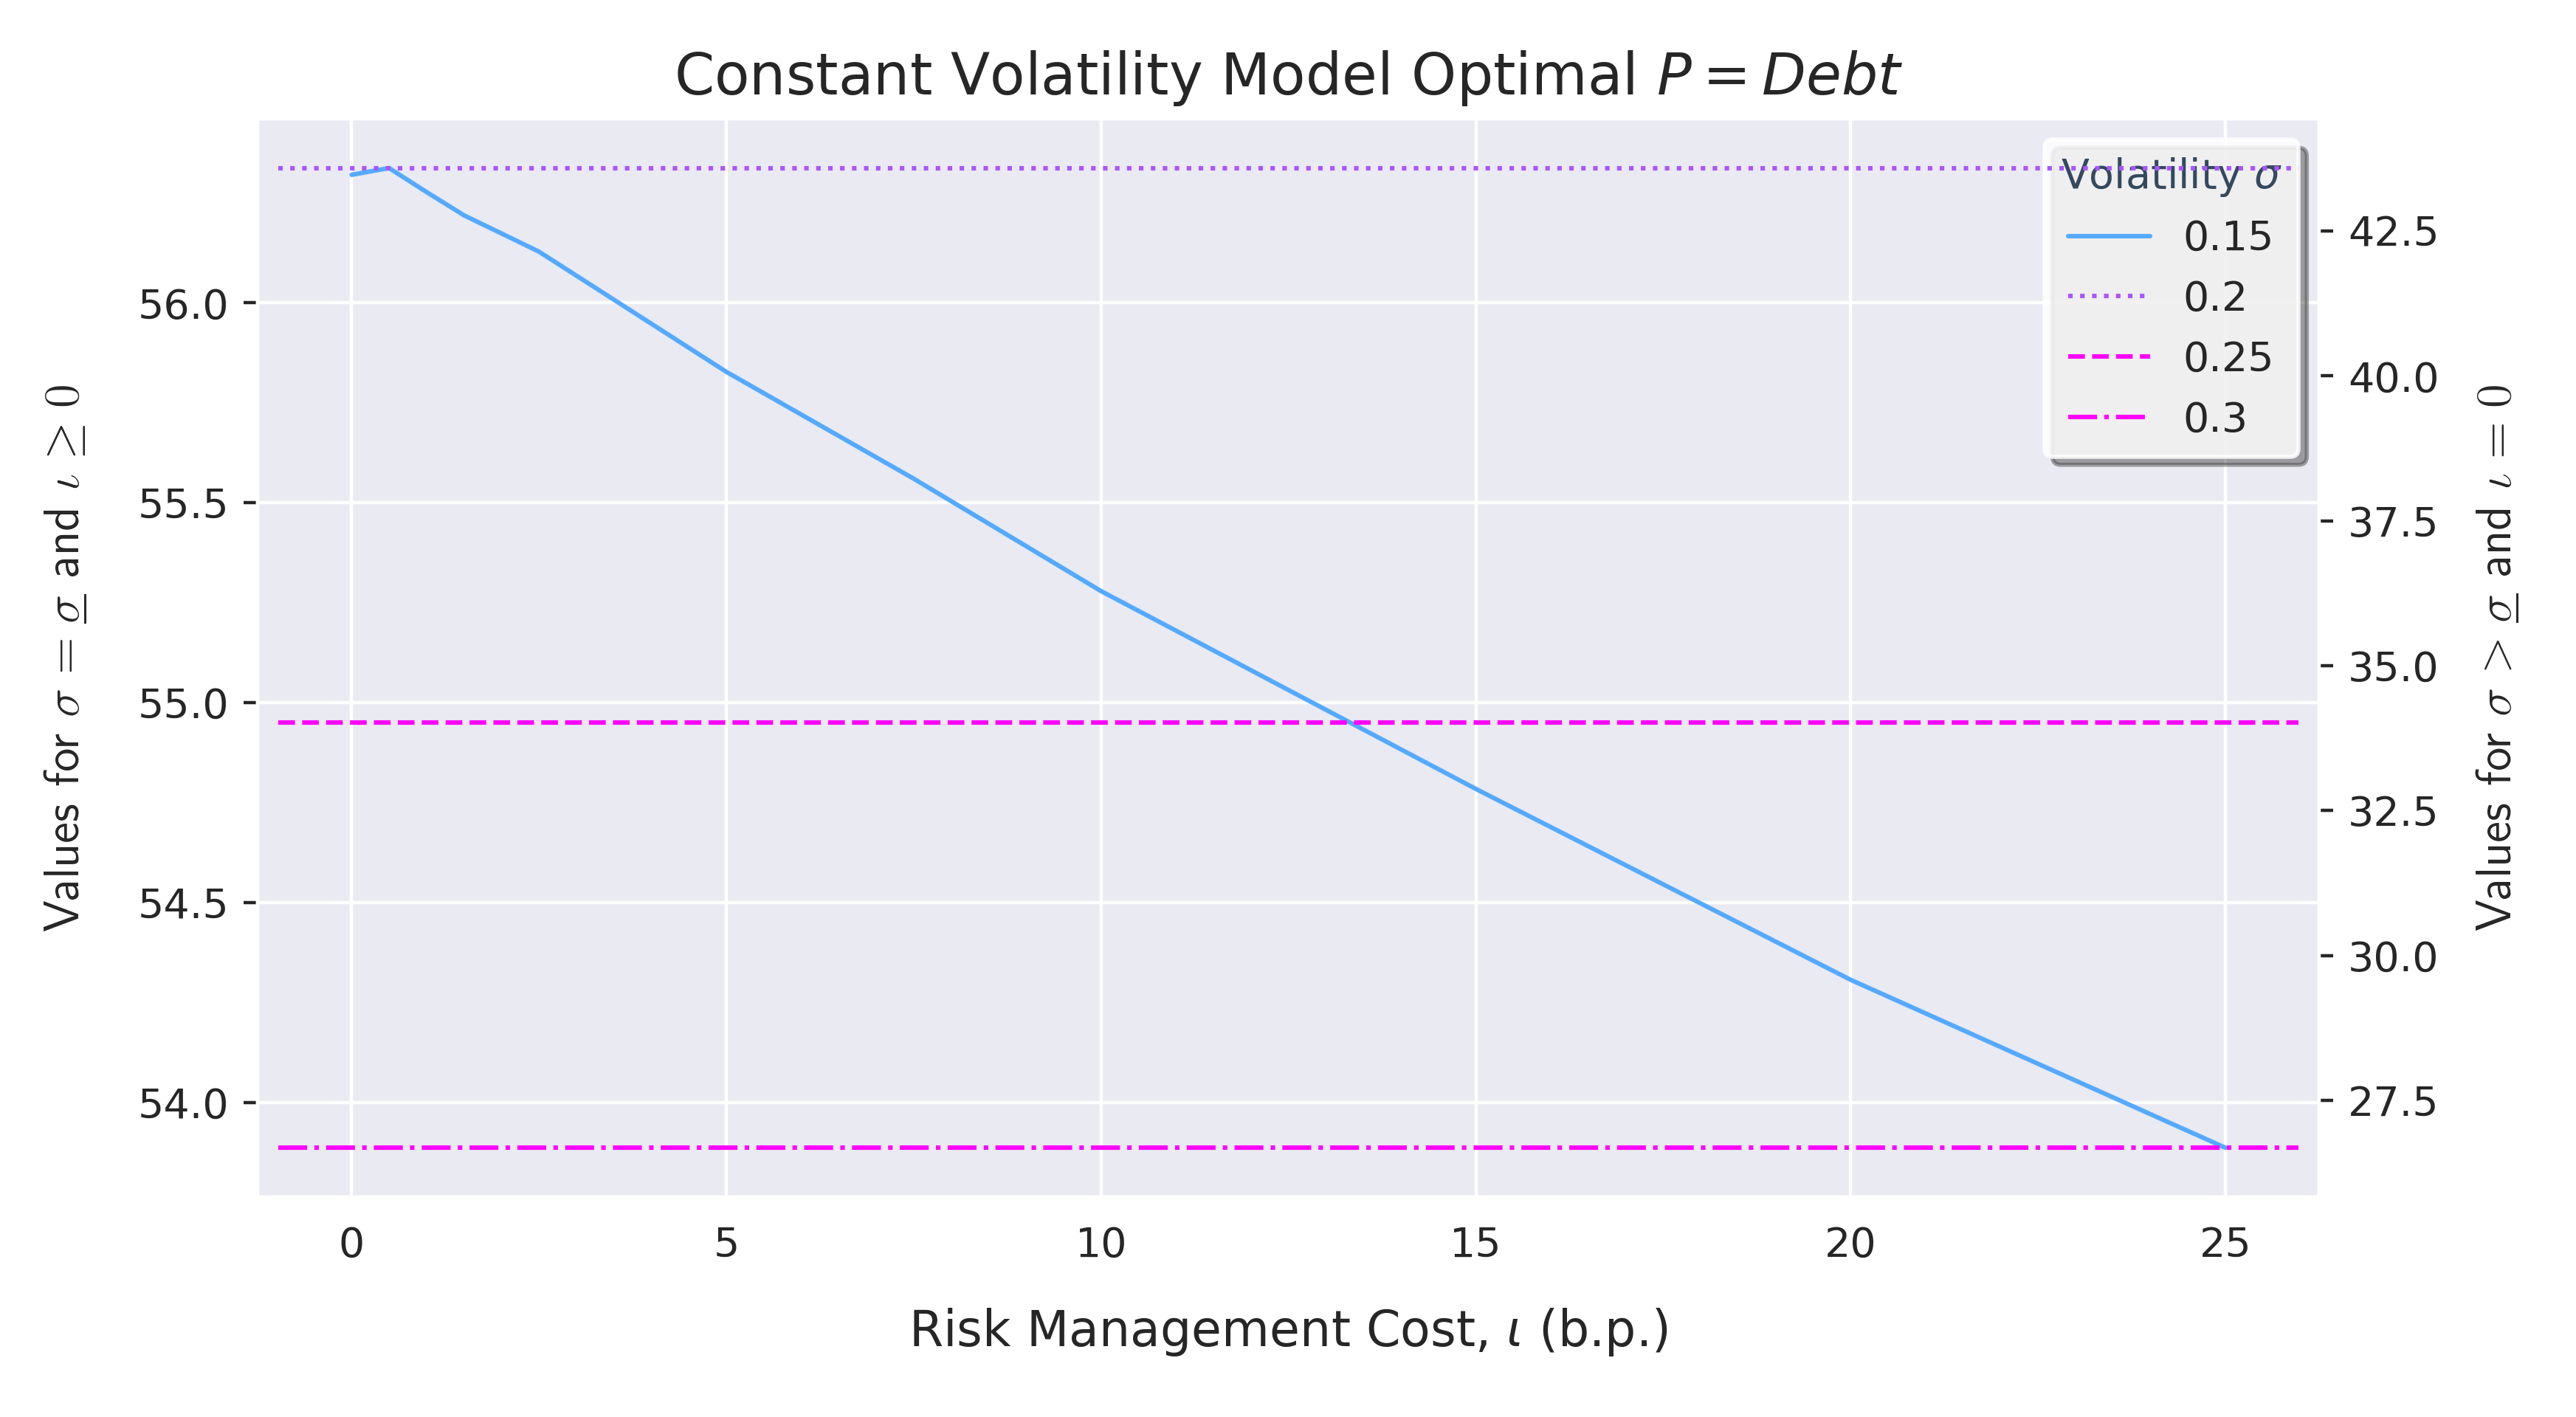 Constant Volatility Model Optimal P = Debt
Values for σ = σ̲ and ι ≥ 0
56.0
55.5
55.0
54.5
54.0
Volatility σ
0.15
0.2
0.25
0.3
42.5
40.0
37.5
35.0
32.5
30.0
27.5
Values for σ > σ̲ and ι = 0
0 5 10 15 20 25
Risk Management Cost, ι (b.p.)